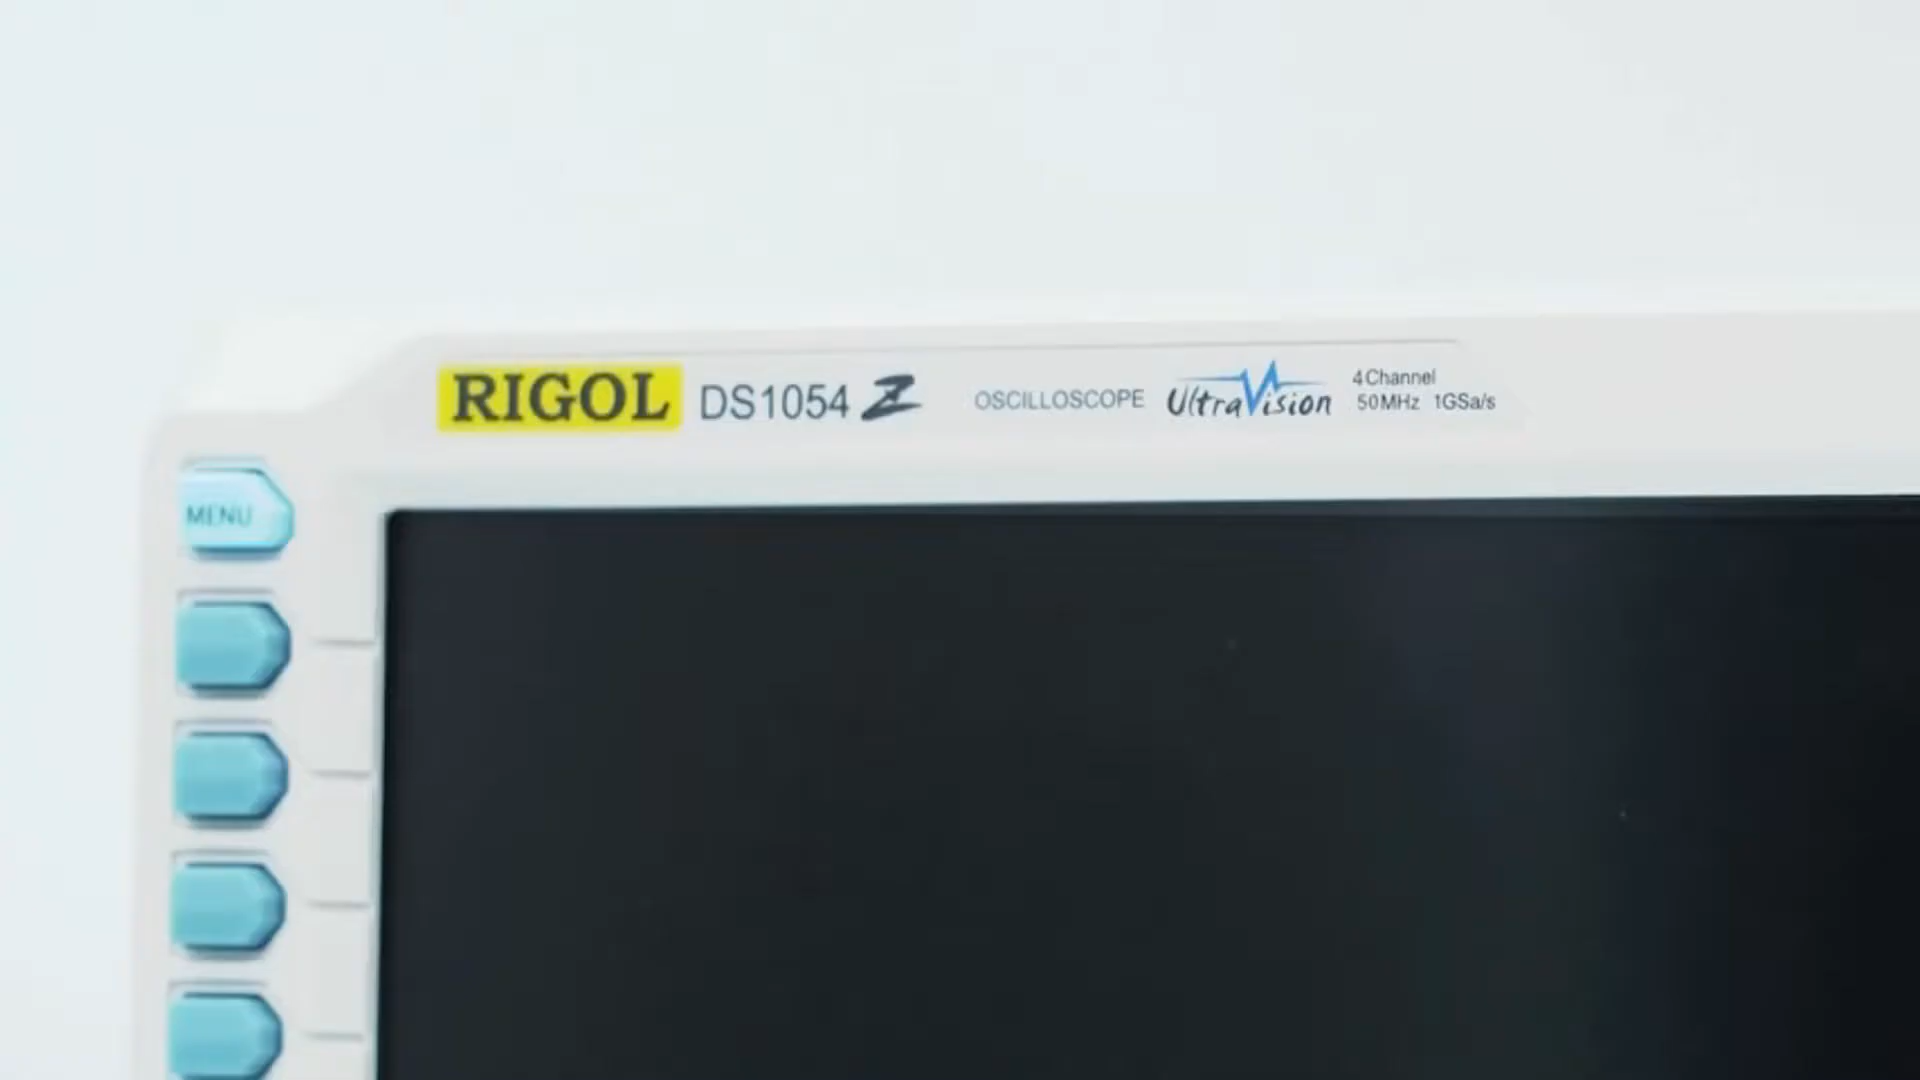 RIGOL DS1054Z OSCILLOSCOPE UltraVision 4 Channel
50MHz 1GSa/s
MENU